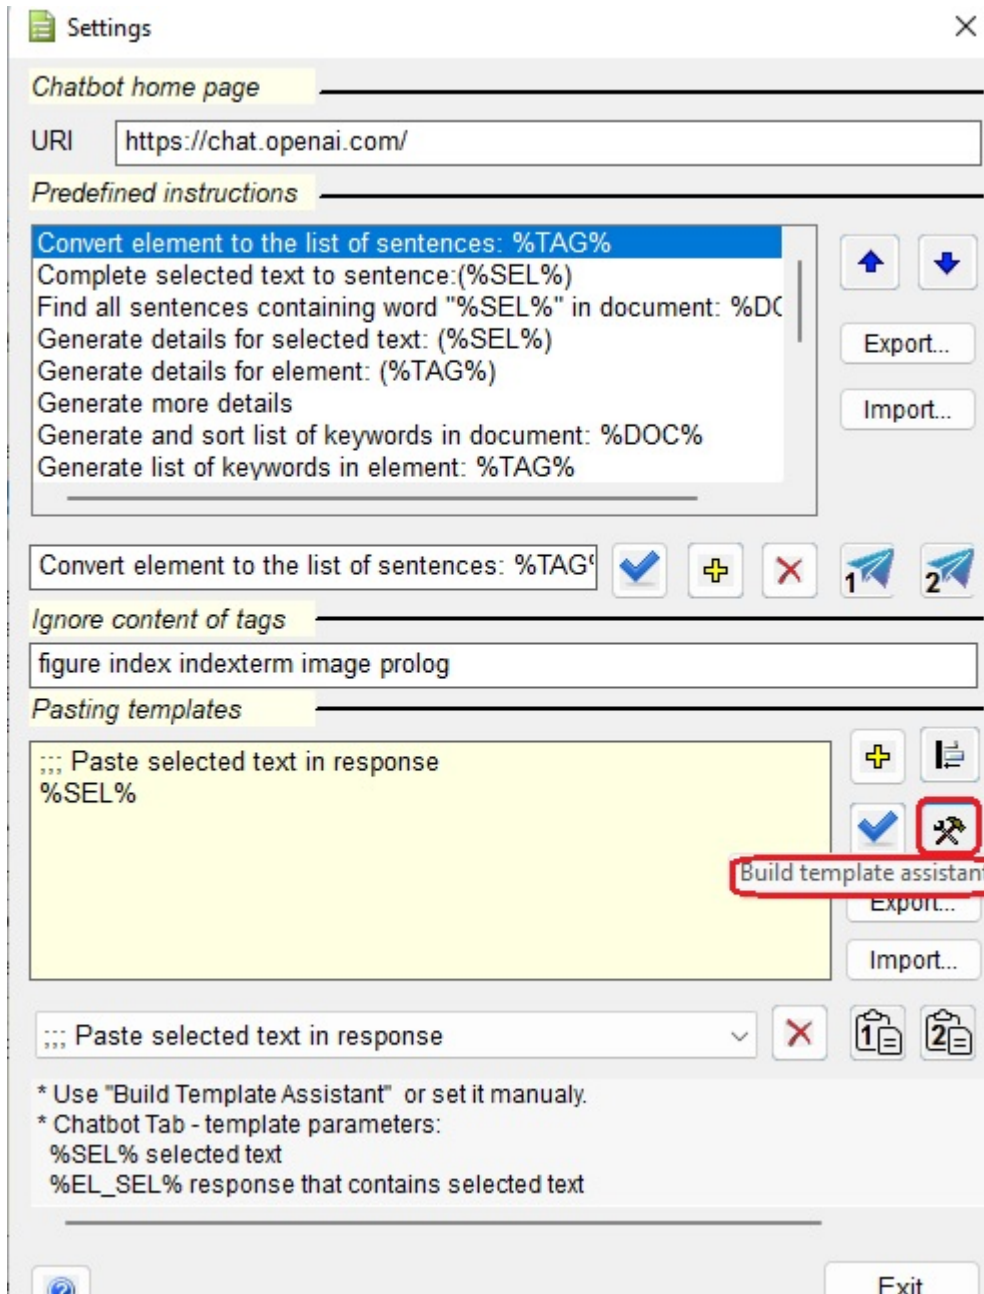 Settings
Chatbot home page
URI
https://chat.openai.com/
Predefined instructions
Convert element to the list of sentences: %TAG%
Complete selected text to sentence:(%SEL%)
Find all sentences containing word "%SEL%" in document: %DO
Generate details for selected text: (%SEL%)
Generate details for element: (%TAG%)
Generate more details
Generate and sort list of keywords in document: %DOC%
Generate list of keywords in element: %TAG%
Export...
Import...
Convert element to the list of sentences: %TAG%
1
2
Ignore content of tags
figure index indexterm image prolog
Pasting templates
;;; Paste selected text in response
%SEL%
Build template assistant
Export...
Import...
;;; Paste selected text in response
1
2
* Use "Build Template Assistant" or set it manualy.
* Chatbot Tab - template parameters:
%SEL% selected text
%EL_SEL% response that contains selected text
?
Exit